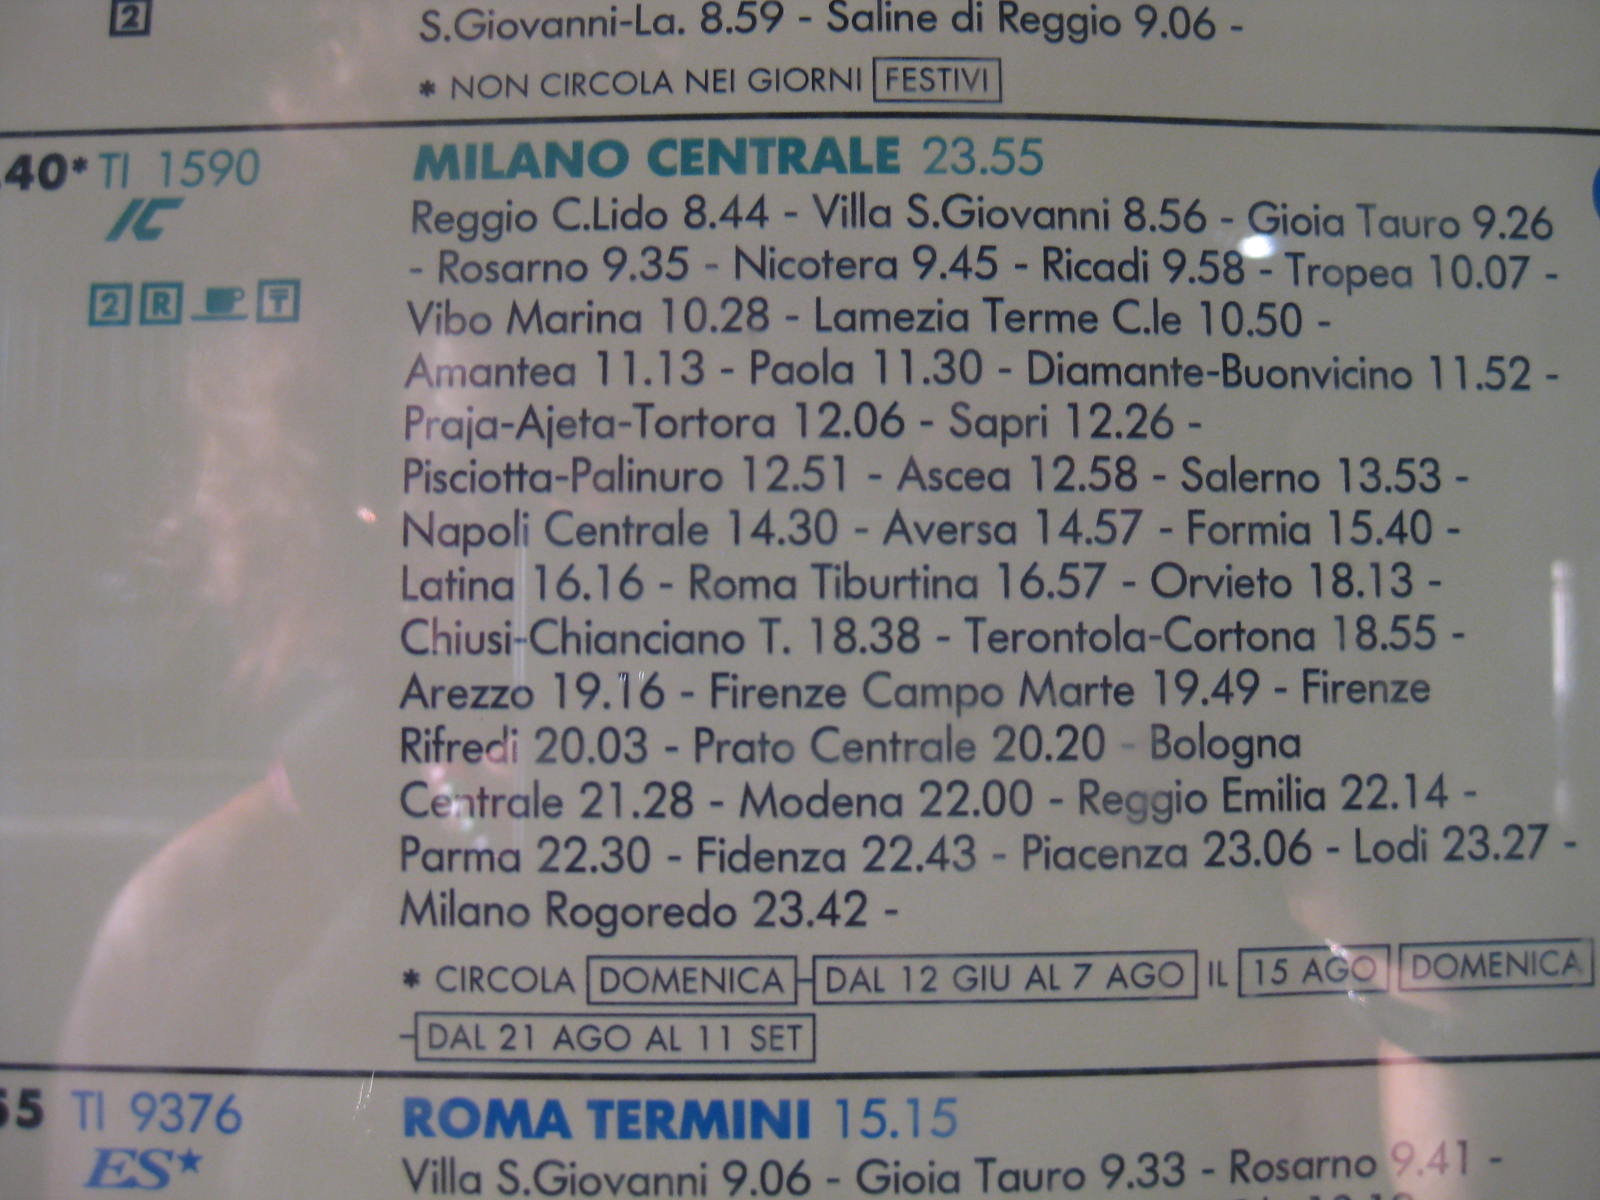 2 S.Giovanni-La. 8.59 - Saline di Reggio 9.06 -
* NON CIRCOLA NEI GIORNI FESTIVI
.40* TI 1590 MILANO CENTRALE 23.55
IC Reggio C.Lido 8.44 - Villa S.Giovanni 8.56 - Gioia Tauro 9.26
- Rosarno 9.35 - Nicotera 9.45 - Ricadi 9.58 - Tropea 10.07 -
2 R T Vibo Marina 10.28 - Lamezia Terme C.le 10.50 -
Amantea 11.13 - Paola 11.30 - Diamante-Buonvicino 11.52 -
Praja-Ajeta-Tortora 12.06 - Sapri 12.26 -
Pisciotta-Palinuro 12.51 - Ascea 12.58 - Salerno 13.53 -
Napoli Centrale 14.30 - Aversa 14.57 - Formia 15.40 -
Latina 16.16 - Roma Tiburtina 16.57 - Orvieto 18.13 -
Chiusi-Chianciano T. 18.38 - Terontola-Cortona 18.55 -
Arezzo 19.16 - Firenze Campo Marte 19.49 - Firenze
Rifredi 20.03 - Prato Centrale 20.20 - Bologna
Centrale 21.28 - Modena 22.00 - Reggio Emilia 22.14 -
Parma 22.30 - Fidenza 22.43 - Piacenza 23.06 - Lodi 23.27 -
Milano Rogoredo 23.42 -
* CIRCOLA DOMENICA - DAL 12 GIU AL 7 AGO IL 15 AGO DOMENICA
- DAL 21 AGO AL 11 SET
55 TI 9376 ROMA TERMINI 15.15
ES* Villa S.Giovanni 9.06 - Gioia Tauro 9.33 - Rosarno 9.41 -